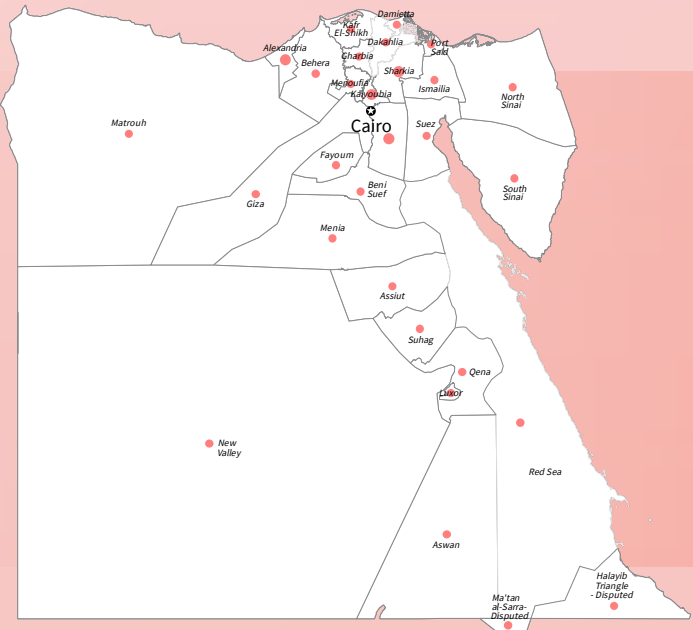 Damietta
Kafr
El-Shikh
Dakahlia
Port
Said
Alexandria
Behera
Gharbia
Sharkia
Menoufia
Kalyoubia
Ismailia
North
Sinai
Matrouh
Cairo
Suez
Fayoum
Beni
Suef
South
Sinai
Giza
Menia
Assiut
Suhag
Qena
Luxor
New
Valley
Red Sea
Aswan
Halayib
Triangle
- Disputed
Ma'tan
al-Sarra-
Disputed